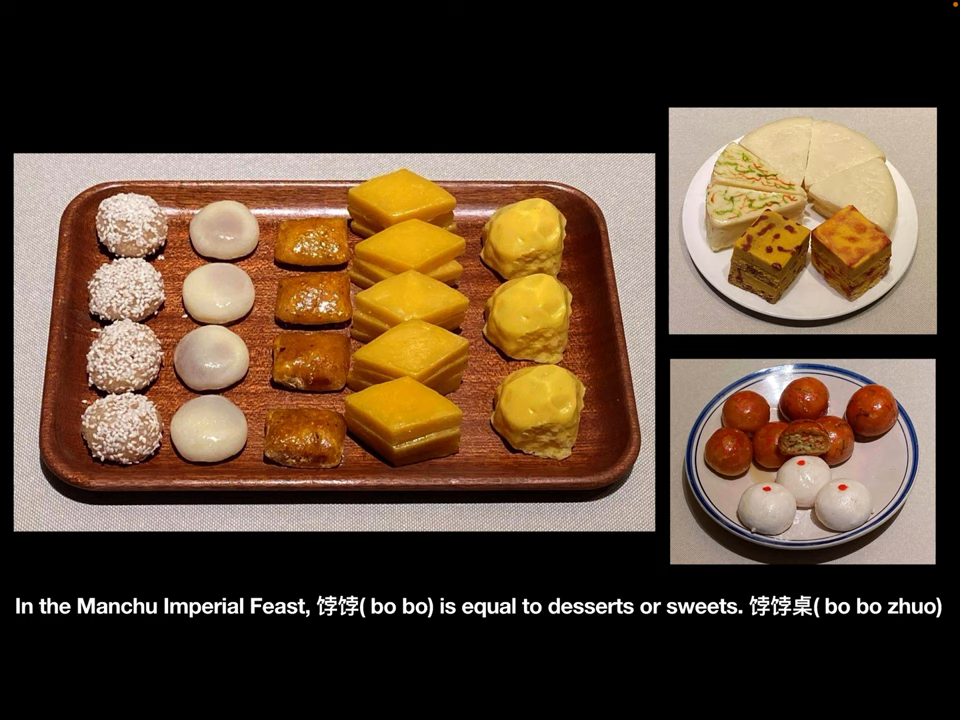 In the Manchu Imperial Feast, 饽饽( bo bo) is equal to desserts or sweets. 饽饽桌( bo bo zhuo)